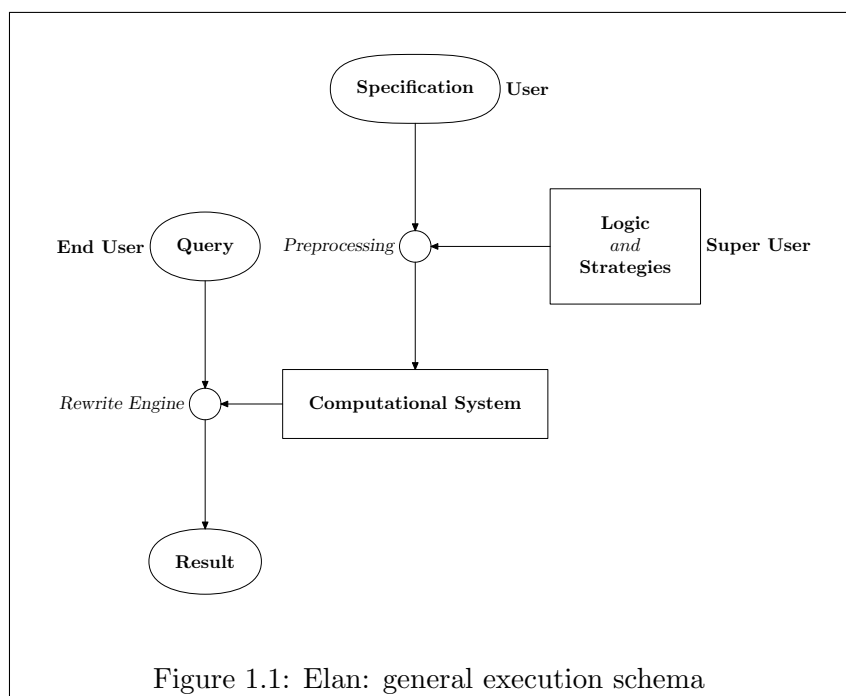 Specification User
Logic
and
Strategies
Super User
Preprocessing
End User Query
Computational System
Rewrite Engine
Result
Figure 1.1: Elan: general execution schema